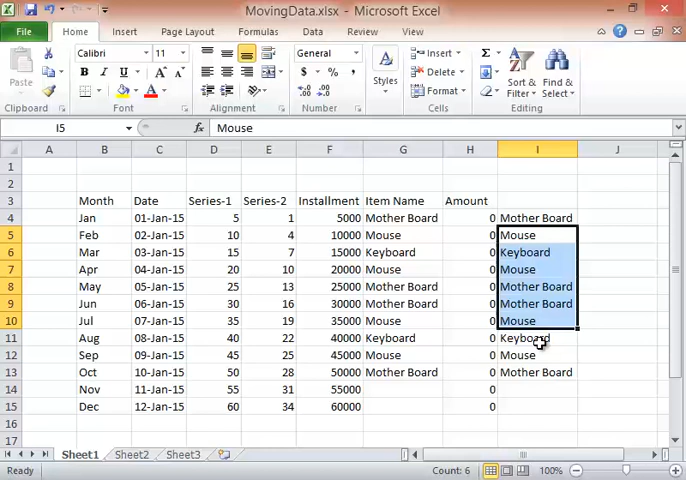 MovingData.xlsx - Microsoft Excel
File Home Insert Page Layout Formulas Data Review View
Paste Calibri 11 B I U A A General $ % , Styles Insert Delete Format Σ Sort & Filter Find & Select
Clipboard Font Alignment Number Cells Editing
I5 fx Mouse
A B C D E F G H I J
1
2
3 Month Date Series-1 Series-2 Installment Item Name Amount
4 Jan 01-Jan-15 5 1 5000 Mother Board 0 Mother Board
5 Feb 02-Jan-15 10 4 10000 Mouse 0 Mouse
6 Mar 03-Jan-15 15 7 15000 Keyboard 0 Keyboard
7 Apr 04-Jan-15 20 10 20000 Mouse 0 Mouse
8 May 05-Jan-15 25 13 25000 Mother Board 0 Mother Board
9 Jun 06-Jan-15 30 16 30000 Mother Board 0 Mother Board
10 Jul 07-Jan-15 35 19 35000 Mouse 0 Mouse
11 Aug 08-Jan-15 40 22 40000 Keyboard 0 Keyboard
12 Sep 09-Jan-15 45 25 45000 Mouse 0 Mouse
13 Oct 10-Jan-15 50 28 50000 Mother Board 0 Mother Board
14 Nov 11-Jan-15 55 31 55000 0
15 Dec 12-Jan-15 60 34 60000 0
16
17
Sheet1 Sheet2 Sheet3
Ready Count: 6 100%